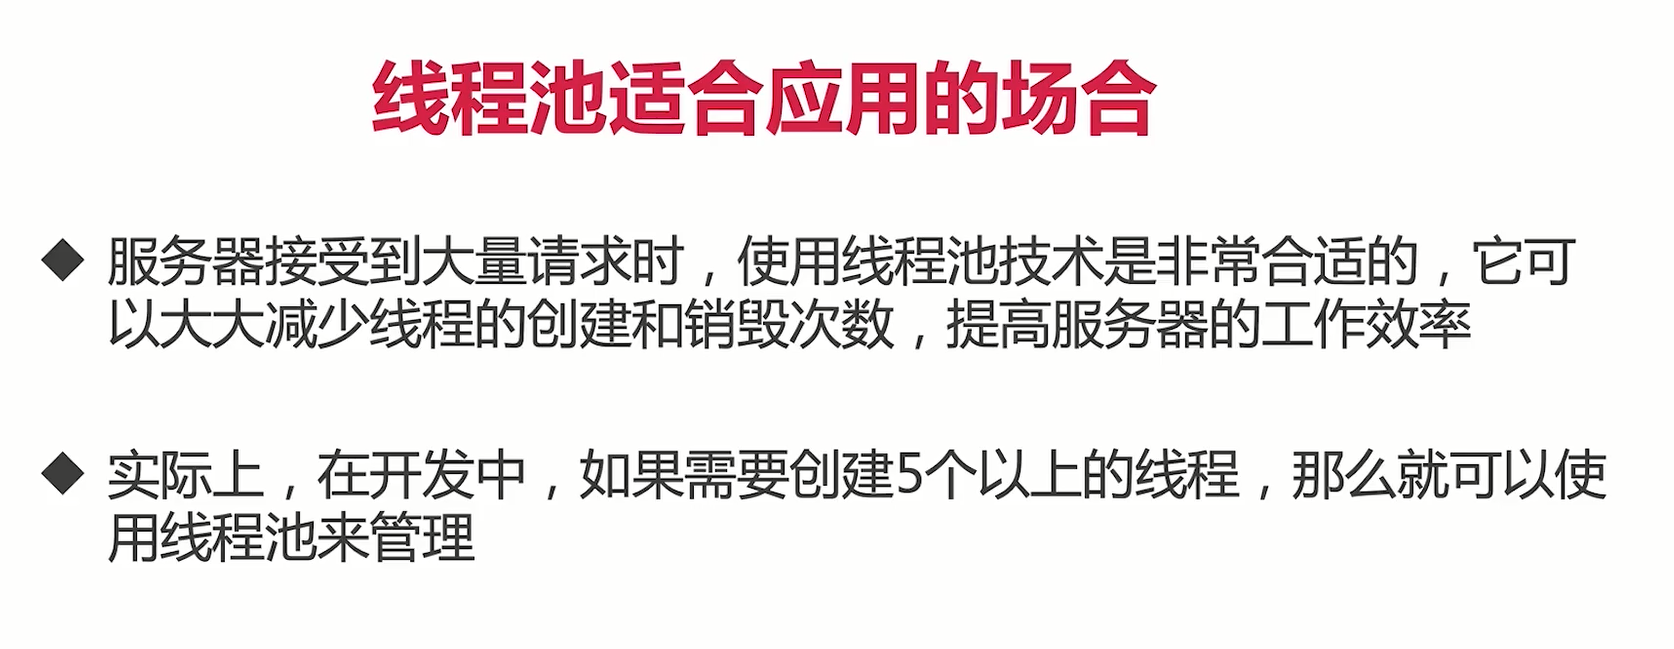 线程池适合应用的场合
◆ 服务器接受到大量请求时，使用线程池技术是非常合适的，它可
以大大减少线程的创建和销毁次数，提高服务器的工作效率
◆ 实际上，在开发中，如果需要创建5个以上的线程，那么就可以使
用线程池来管理